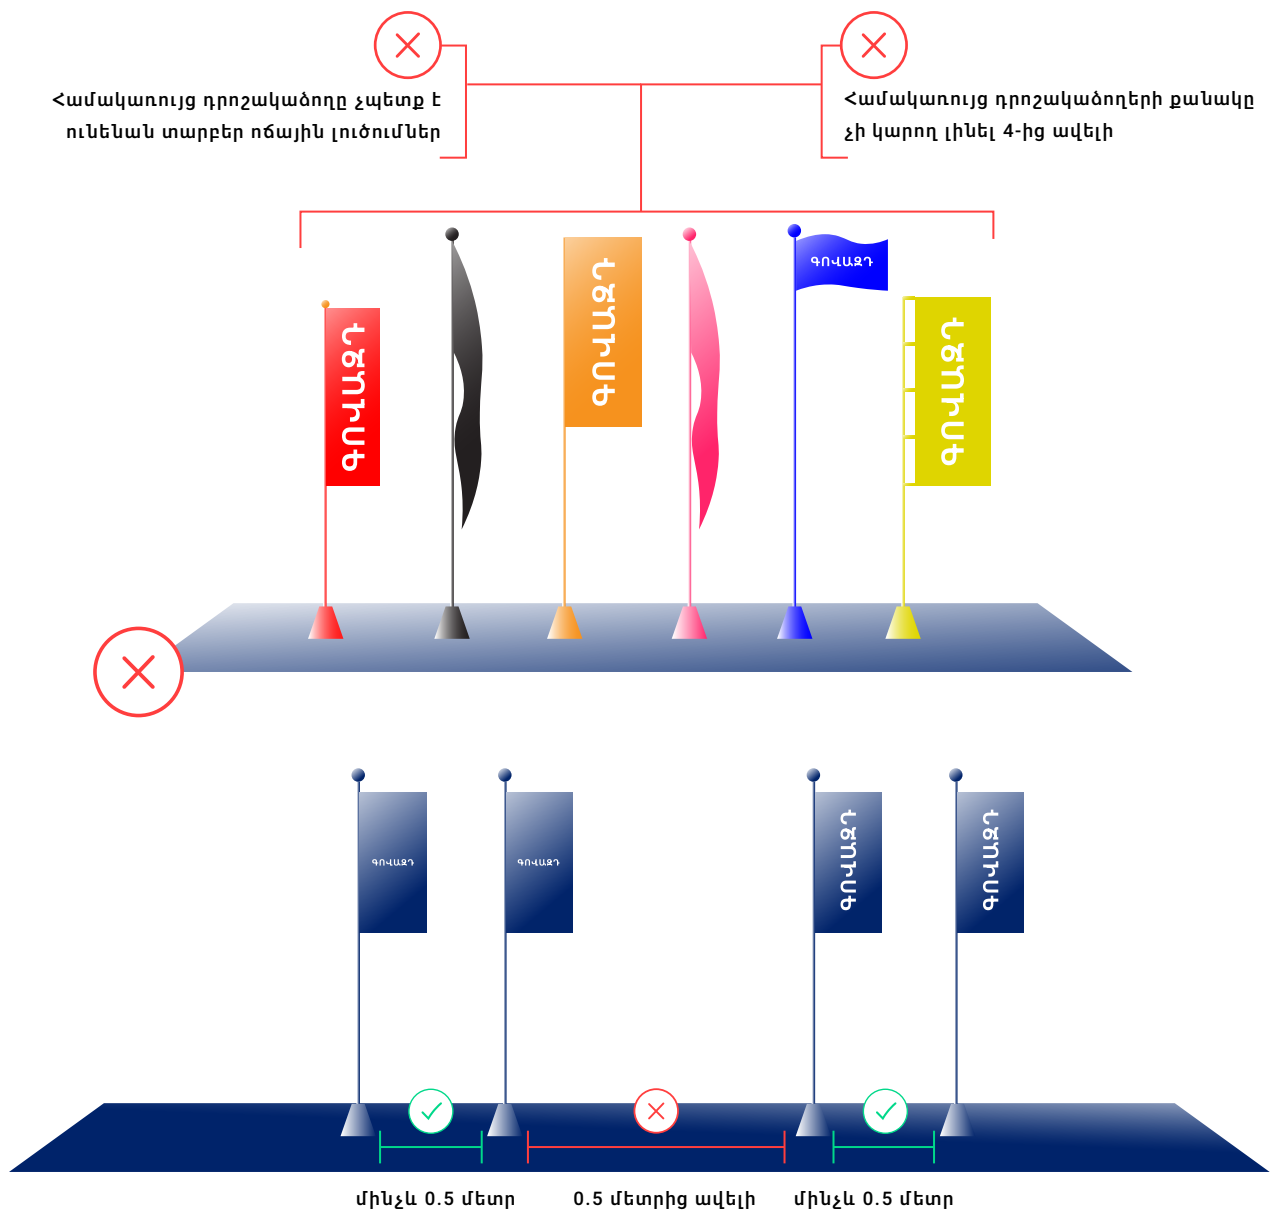 Համակառույց դրոշակաձողը չպետք է
ունենան տարբեր ոճային լուծումներ
Համակառույց դրոշակաձողերի քանակը
չի կարող լինել 4-ից ավելի
ԳՈՎԱԶԴ
ԳՈՎԱԶԴ
ԳՈՎԱԶԴ
ԳՈՎԱԶԴ
ԳՈՎԱԶԴ
ԳՈՎԱԶԴ
ԳՈՎԱԶԴ
ԳՈՎԱԶԴ
մինչև 0.5 մետր
0.5 մետրից ավելի
մինչև 0.5 մետր